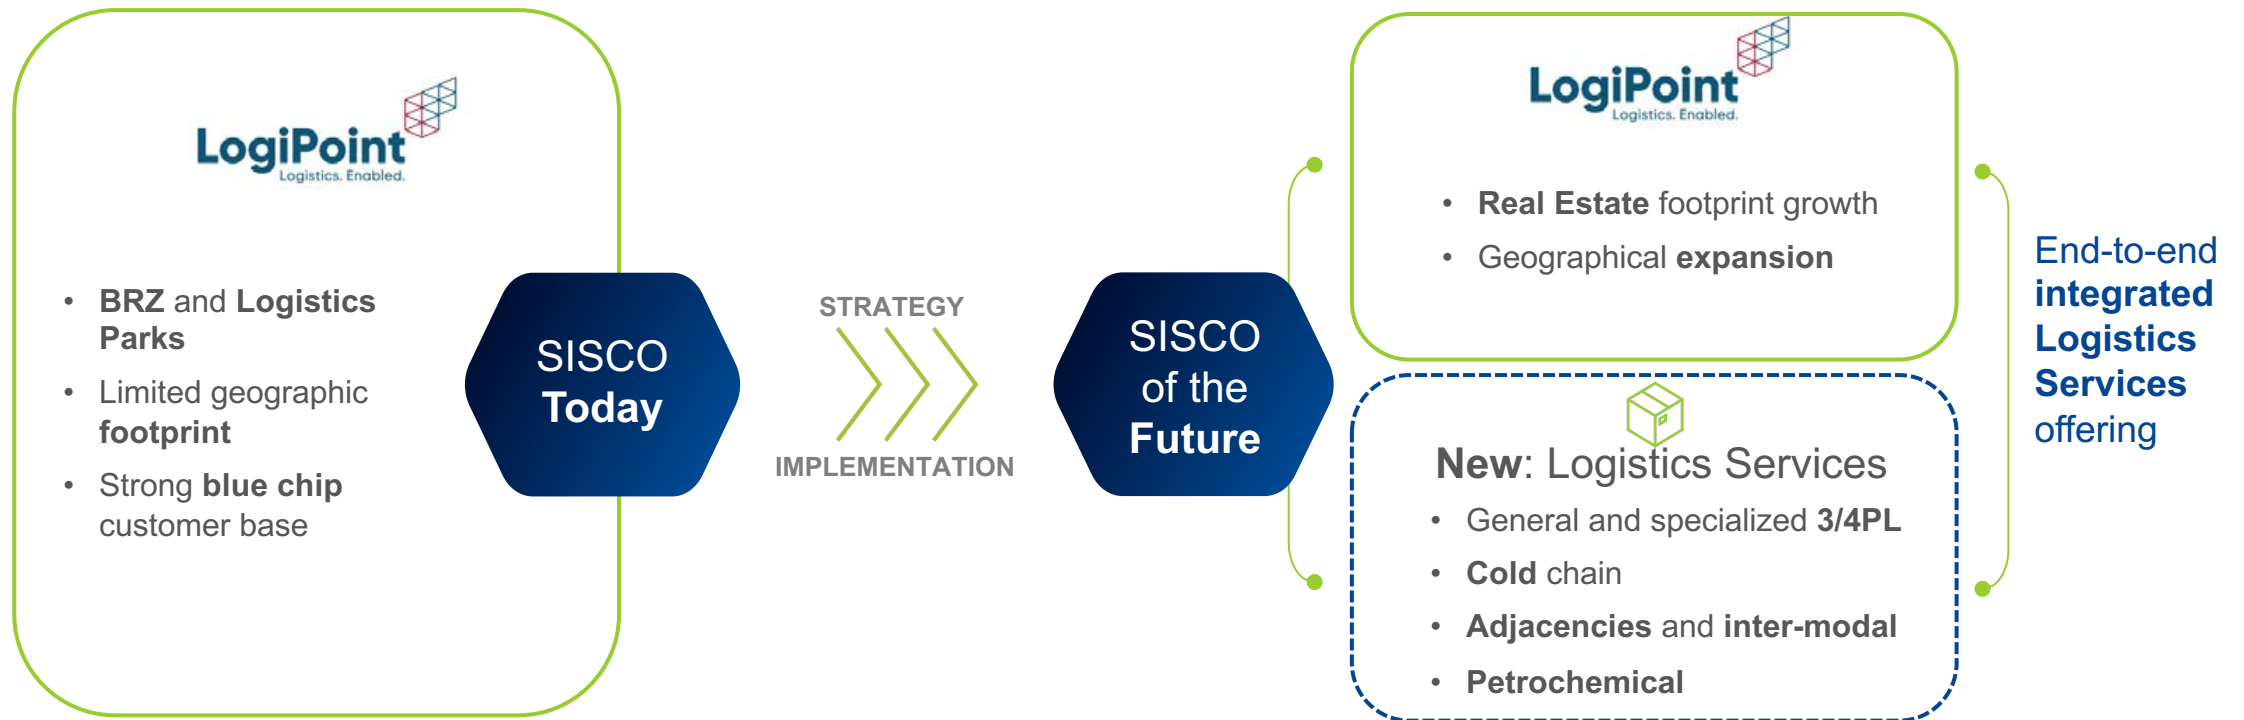 LogiPoint
Logistics. Enabled.
• BRZ and Logistics
Parks
• Limited geographic
footprint
• Strong blue chip
customer base
SISCO
Today
STRATEGY
IMPLEMENTATION
SISCO
of the
Future
LogiPoint
Logistics. Enabled.
• Real Estate footprint growth
• Geographical expansion
New: Logistics Services
• General and specialized 3/4PL
• Cold chain
• Adjacencies and inter-modal
• Petrochemical
End-to-end
integrated
Logistics
Services
offering